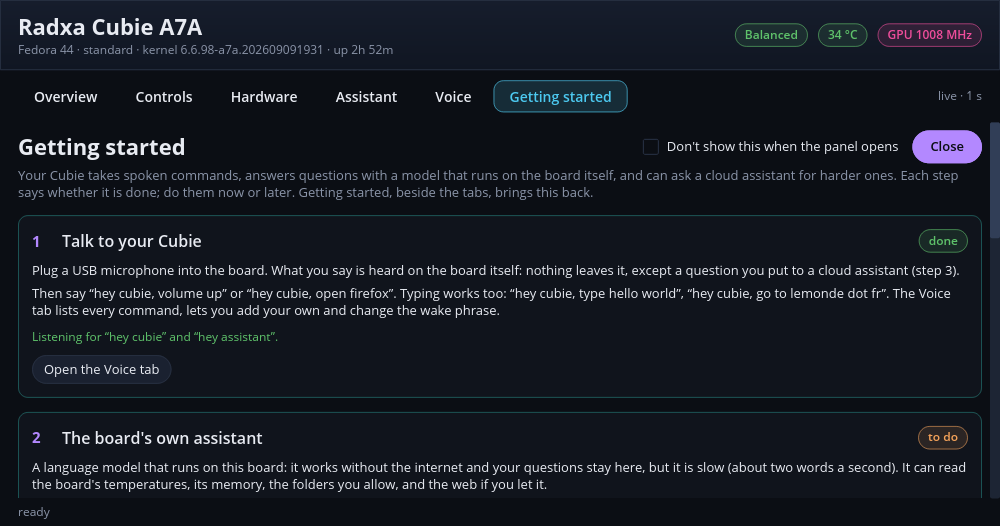 Radxa Cubie A7A
Fedora 44 · standard · kernel 6.6.98-a7a.202609091931 · up 2h 52m
Balanced
34 °C
GPU 1008 MHz
Overview
Controls
Hardware
Assistant
Voice
Getting started
live · 1 s
Getting started
Don't show this when the panel opens
Close
Your Cubie takes spoken commands, answers questions with a model that runs on the board itself, and can ask a cloud assistant for harder ones. Each step
says whether it is done; do them now or later. Getting started, beside the tabs, brings this back.
1
Talk to your Cubie
done
Plug a USB microphone into the board. What you say is heard on the board itself: nothing leaves it, except a question you put to a cloud assistant (step 3).
Then say “hey cubie, volume up” or “hey cubie, open firefox”. Typing works too: “hey cubie, type hello world”, “hey cubie, go to lemonde dot fr”. The Voice
tab lists every command, lets you add your own and change the wake phrase.
Listening for “hey cubie” and “hey assistant”.
Open the Voice tab
2
The board's own assistant
to do
A language model that runs on this board: it works without the internet and your questions stay here, but it is slow (about two words a second). It can read
the board's temperatures, its memory, the folders you allow, and the web if you let it.
ready